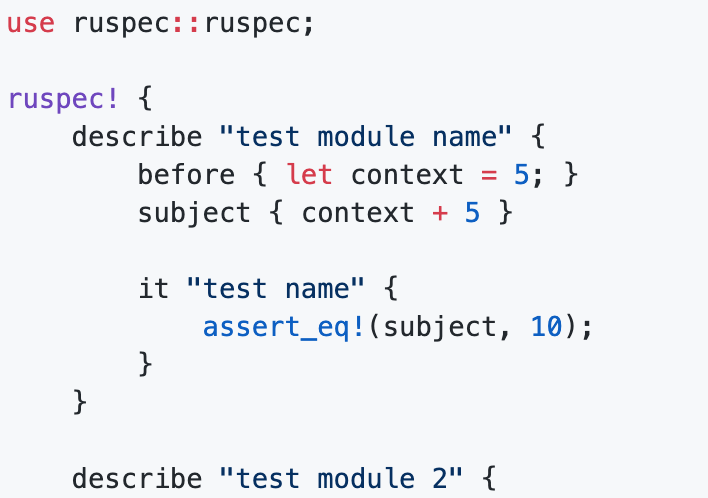 use ruspec::ruspec;
ruspec! {
describe "test module name" {
before { let context = 5; }
subject { context + 5 }
it "test name" {
assert_eq!(subject, 10);
}
}
describe "test module 2" {